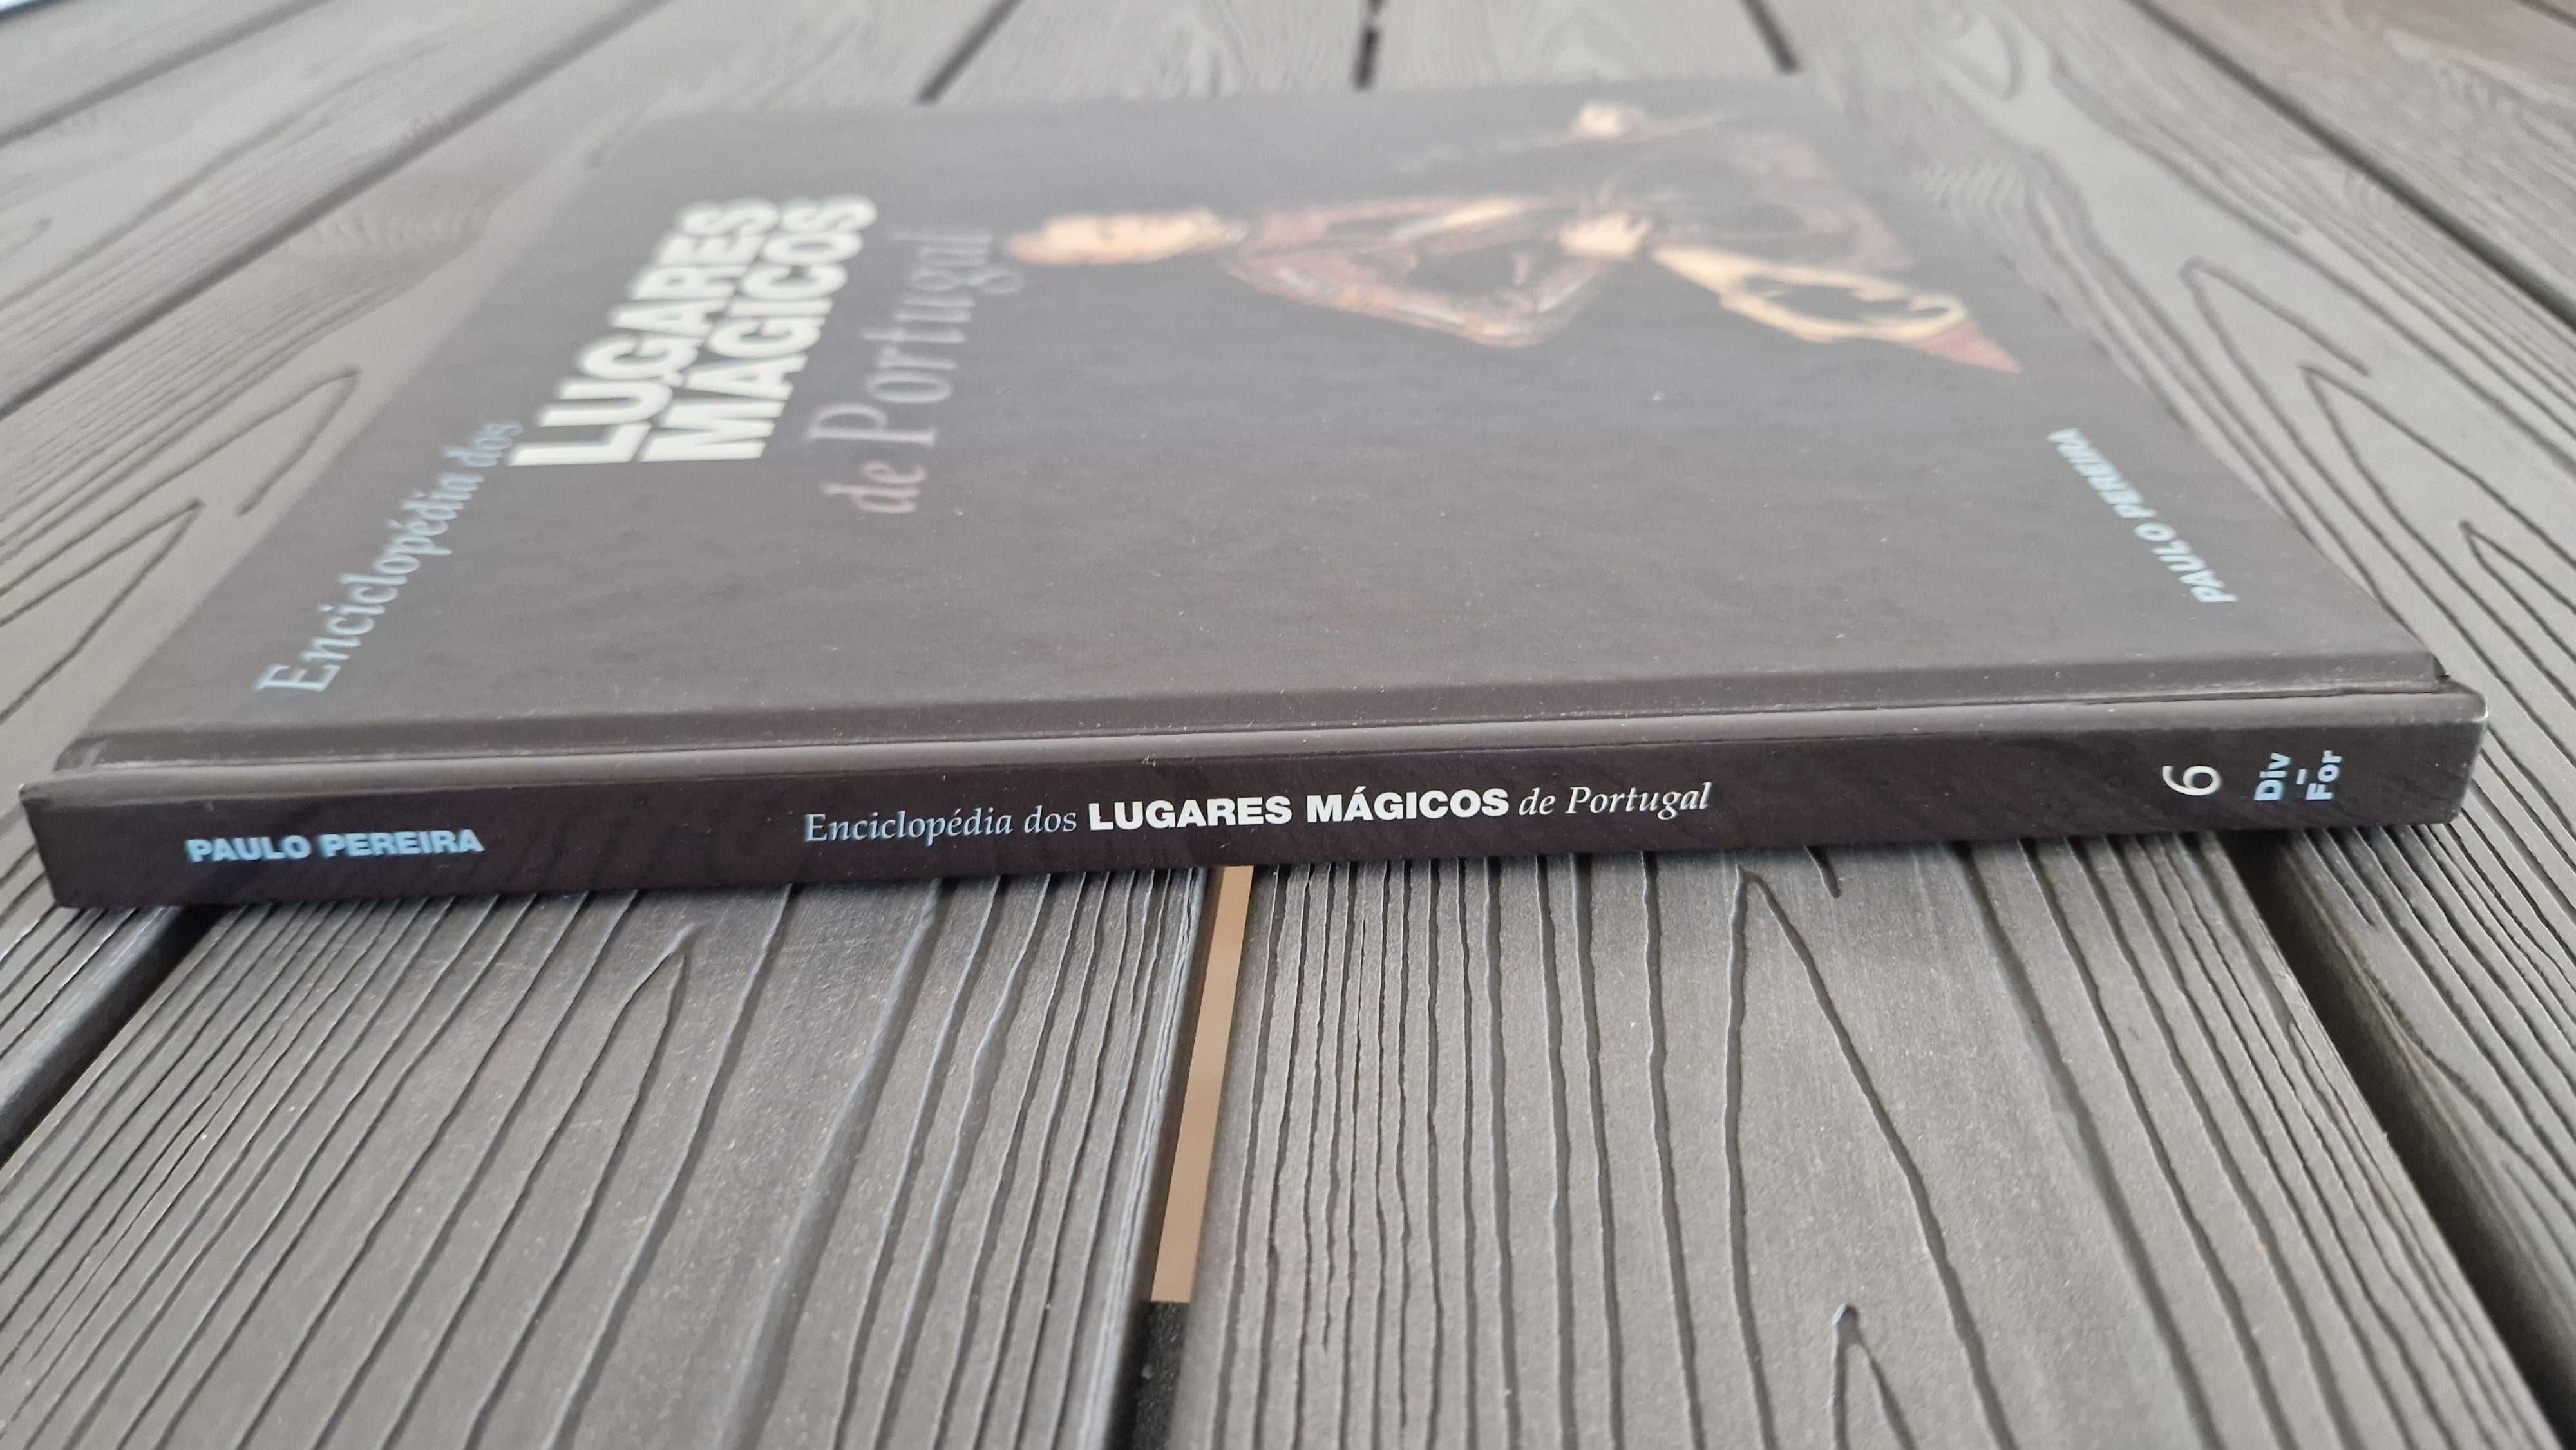 Enciclopédia dos
LUGARES
MÁGICOS
de Portugal
PAULO PEREIRA
PAULO PEREIRA
Enciclopédia dos LUGARES MÁGICOS de Portugal
6
Div
–
For